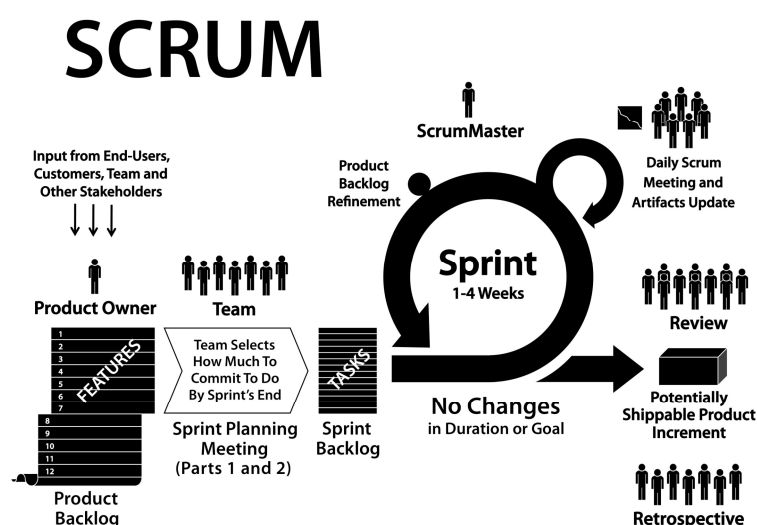 SCRUM
Input from End-Users,
Customers, Team and
Other Stakeholders
Product Owner
Team
1
2
3
4
5
6
7
FEATURES
8
9
10
11
12
Product
Backlog
Team Selects
How Much To
Commit To Do
By Sprint's End
Sprint Planning
Meeting
(Parts 1 and 2)
TASKS
Sprint
Backlog
ScrumMaster
Product
Backlog
Refinement
Sprint
1-4 Weeks
No Changes
in Duration or Goal
Daily Scrum
Meeting and
Artifacts Update
Review
Potentially
Shippable Product
Increment
Retrospective